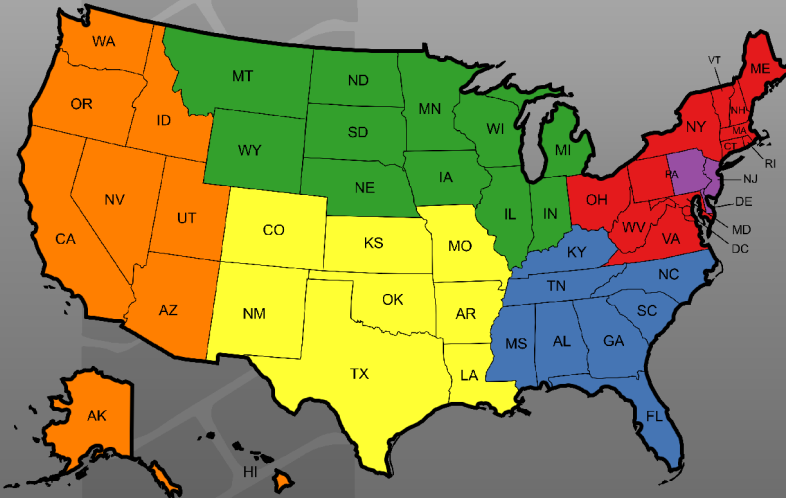 WA
MT
ND
MN
VT
ME
OR
ID
SD
WI
MI
NY
NH
MA
CT
RI
WY
NE
IA
PA
NJ
NV
UT
CO
KS
MO
IL
IN
OH
WV
VA
DE
MD
DC
CA
AZ
NM
OK
AR
KY
TN
NC
SC
TX
LA
MS
AL
GA
FL
AK
HI